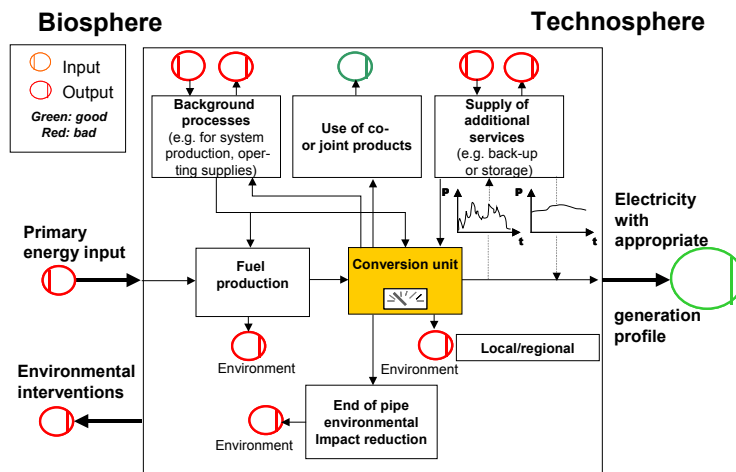 Biosphere
Technosphere
Input
Output
Green: good
Red: bad
Background
processes
(e.g. for system
production, oper-
ting supplies)
Use of co-
or joint products
Supply of
additional
services
(e.g. back-up
or storage)
P
t
P
t
Electricity
with
appropriate
generation
profile
Primary
energy input
Fuel
production
Conversion unit
Environment
Environment
Local/regional
Environmental
interventions
End of pipe
environmental
Impact reduction
Environment